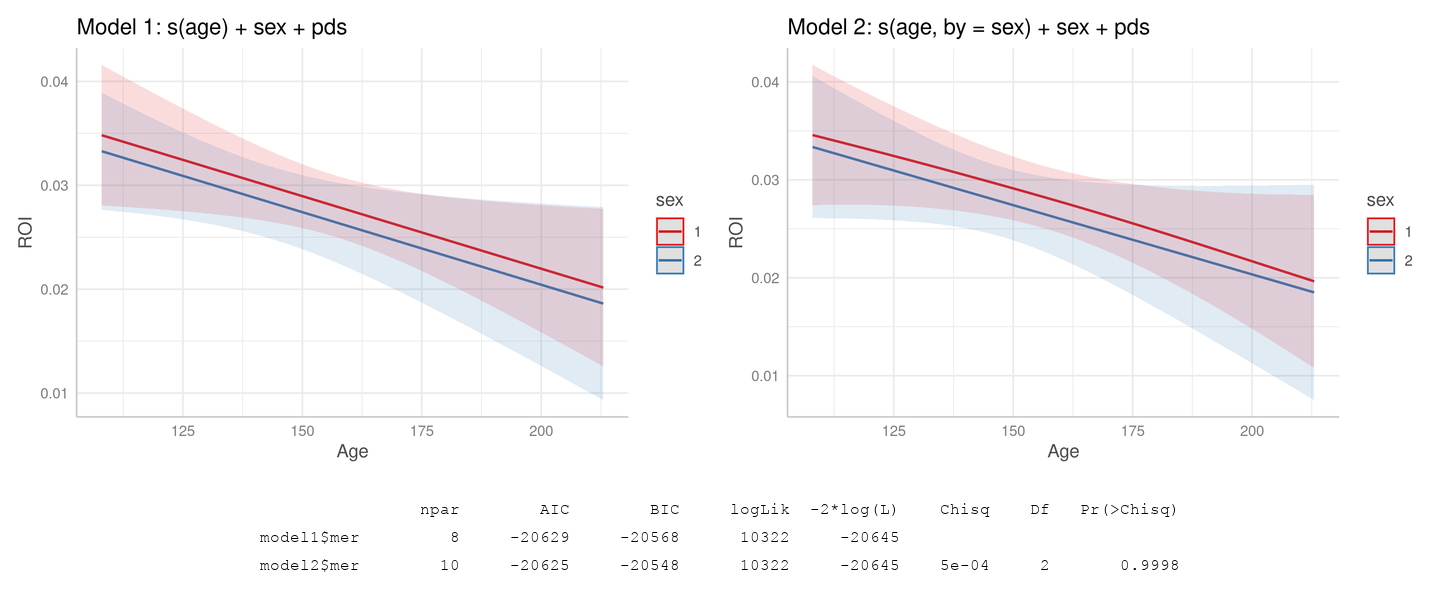 Model 1: s(age) + sex + pds
0.04
0.03
0.02
0.01
ROI
125 150 175 200
Age
sex
1
2
Model 2: s(age, by = sex) + sex + pds
0.04
0.03
0.02
0.01
ROI
125 150 175 200
Age
sex
1
2
npar AIC BIC logLik -2*log(L) Chisq Df Pr(>Chisq)
model1$mer 8 -20629 -20568 10322 -20645
model2$mer 10 -20625 -20548 10322 -20645 5e-04 2 0.9998